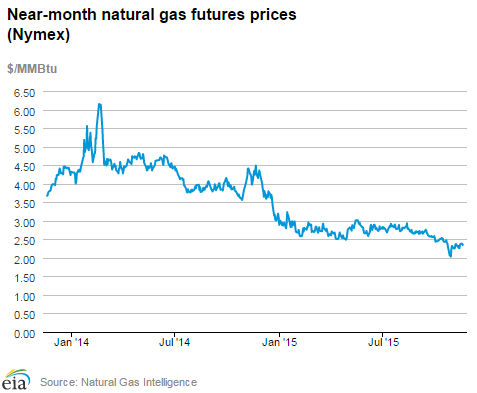 Near-month natural gas futures prices
(Nymex)
$/MMBtu
6.50
6.00
5.50
5.00
4.50
4.00
3.50
3.00
2.50
2.00
1.50
1.00
0.50
0.00
Jan '14 Jul '14 Jan '15 Jul '15
eia Source: Natural Gas Intelligence